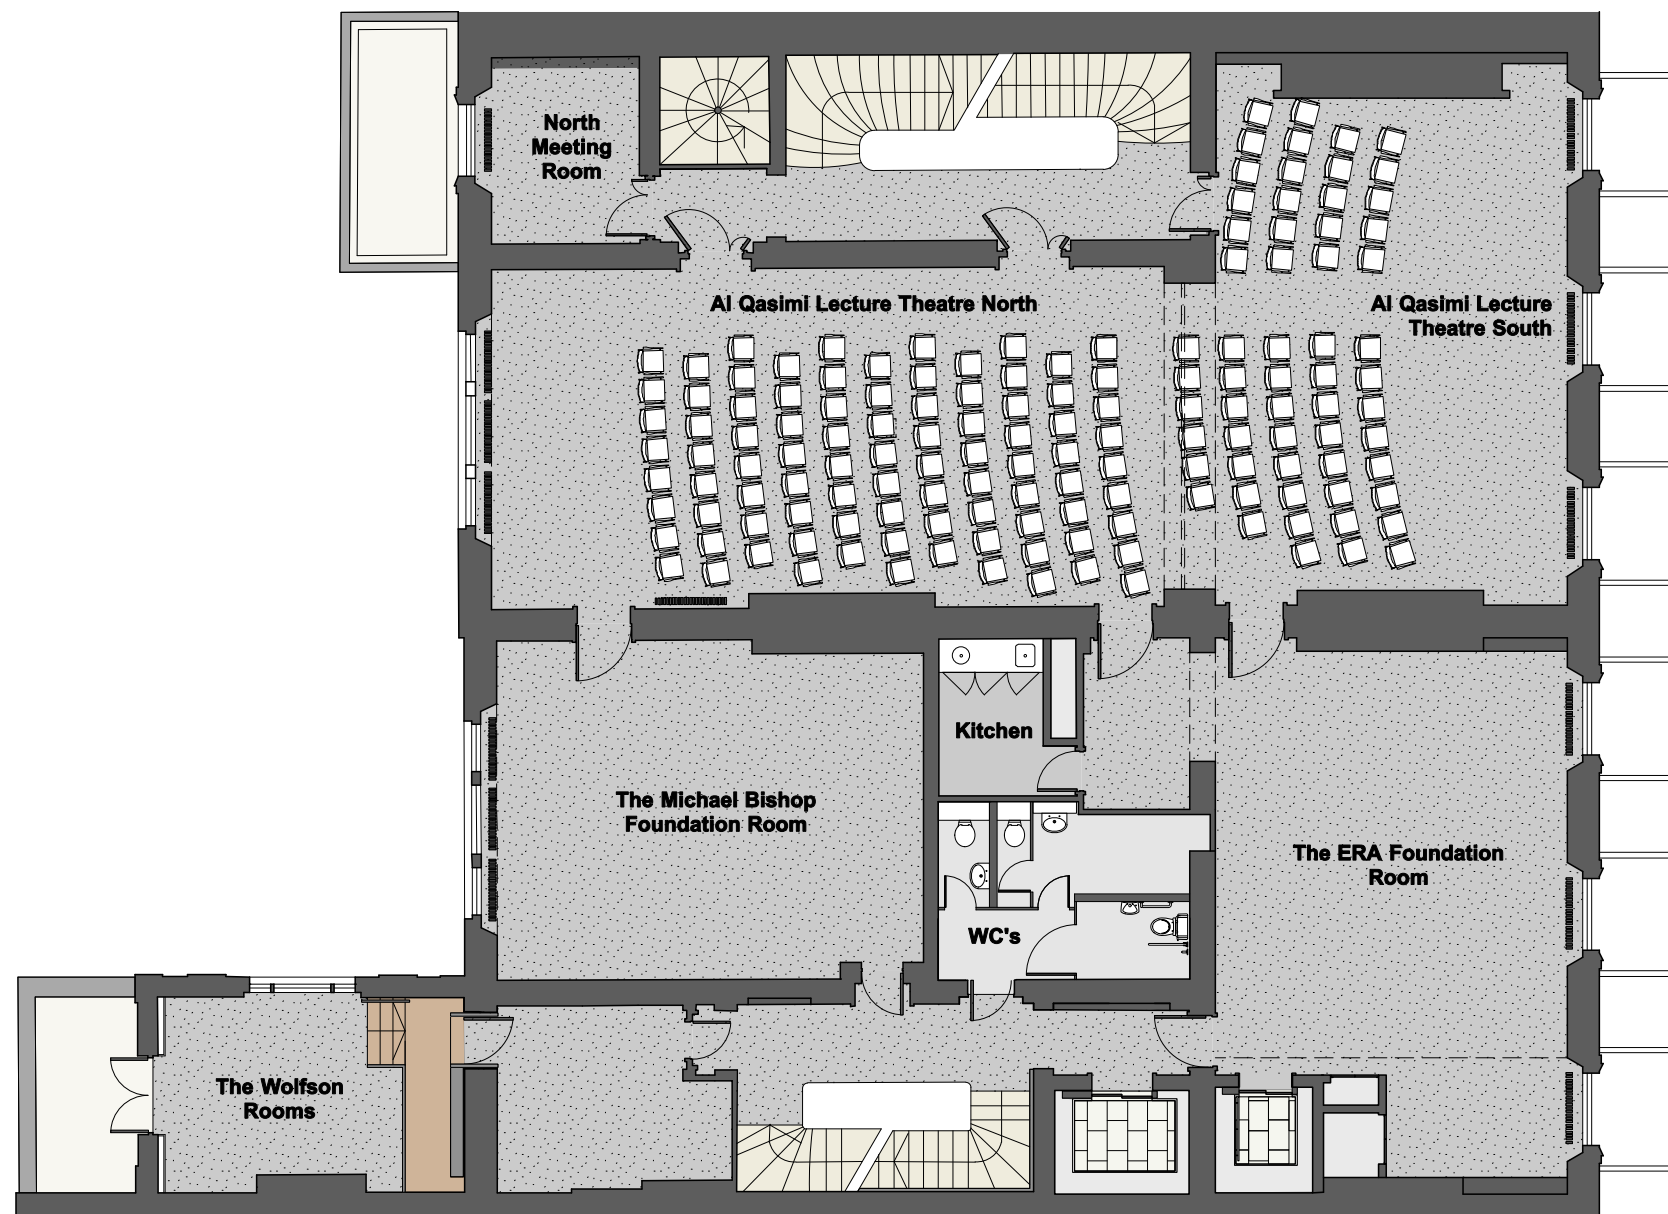 North
Meeting
Room
Al Qasimi Lecture Theatre North
Al Qasimi Lecture
Theatre South
Kitchen
The Michael Bishop
Foundation Room
The ERA Foundation
Room
WC's
The Wolfson
Rooms